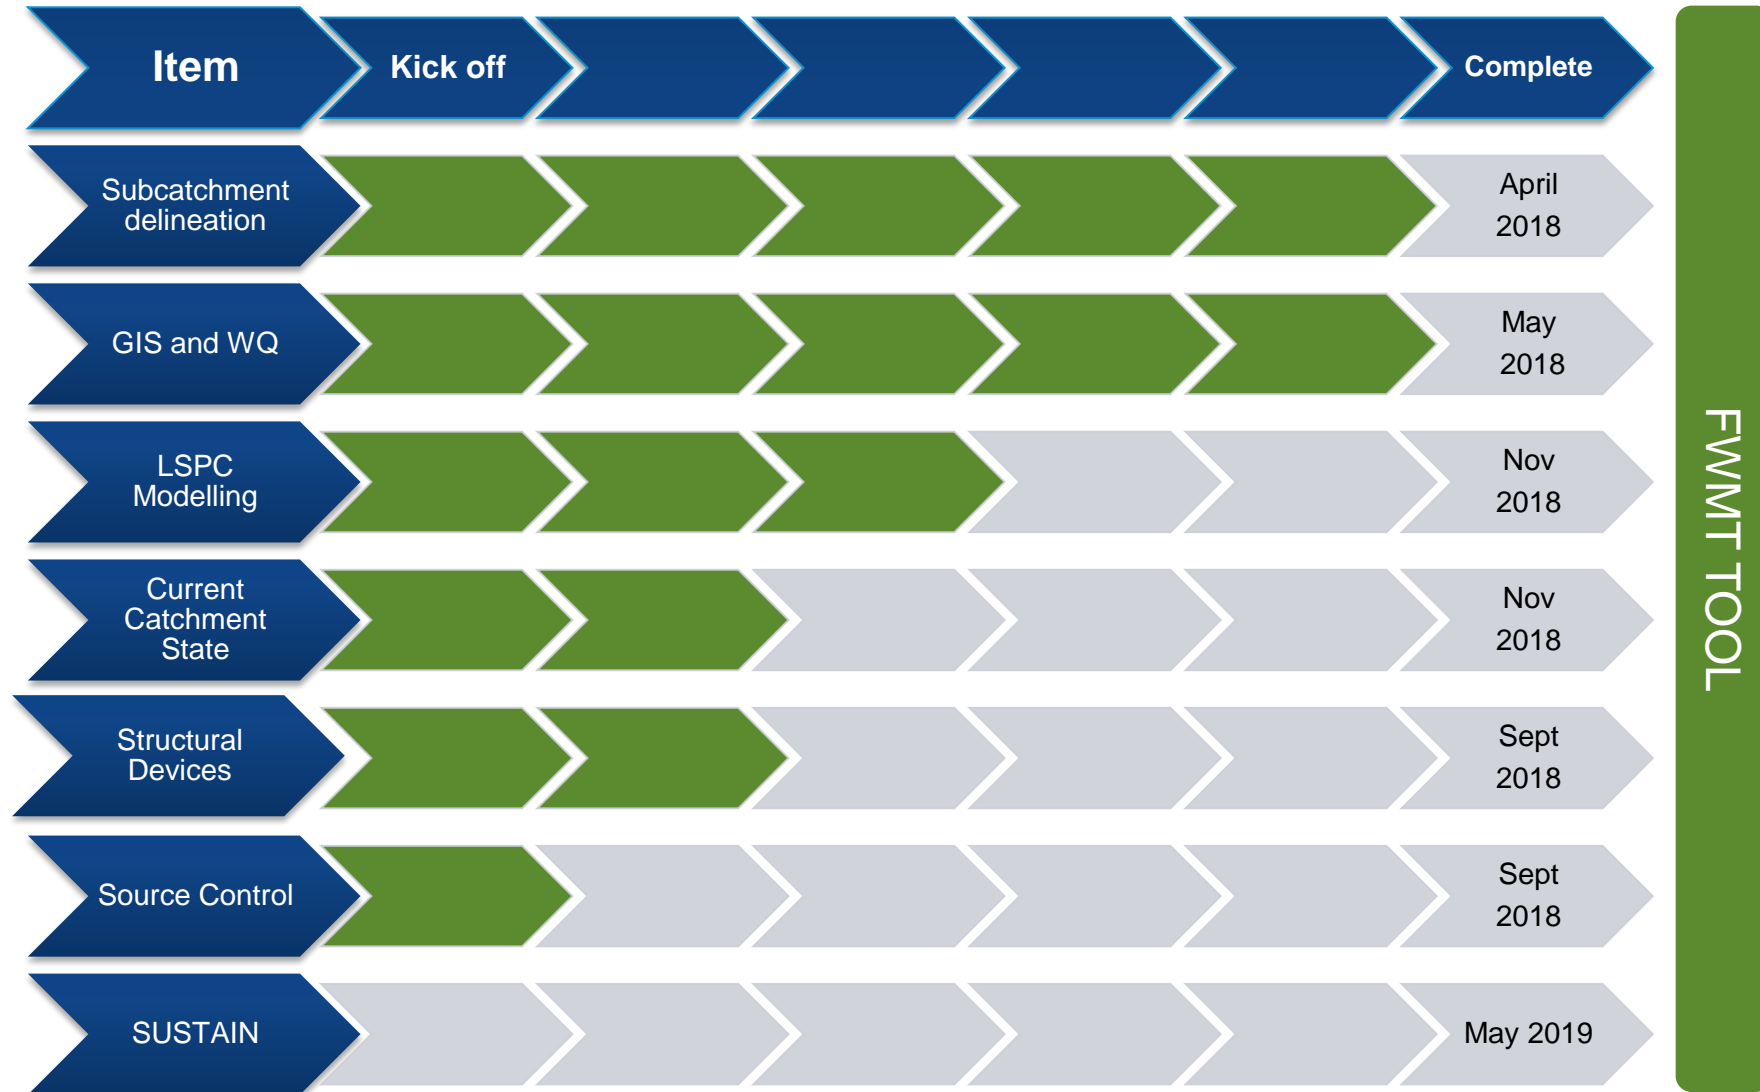 Item
Kick off
Complete
Subcatchment
delineation
April
2018
GIS and WQ
May
2018
LSPC
Modelling
Nov
2018
Current
Catchment
State
Nov
2018
Structural
Devices
Sept
2018
Source Control
Sept
2018
SUSTAIN
May 2019
FWMT TOOL